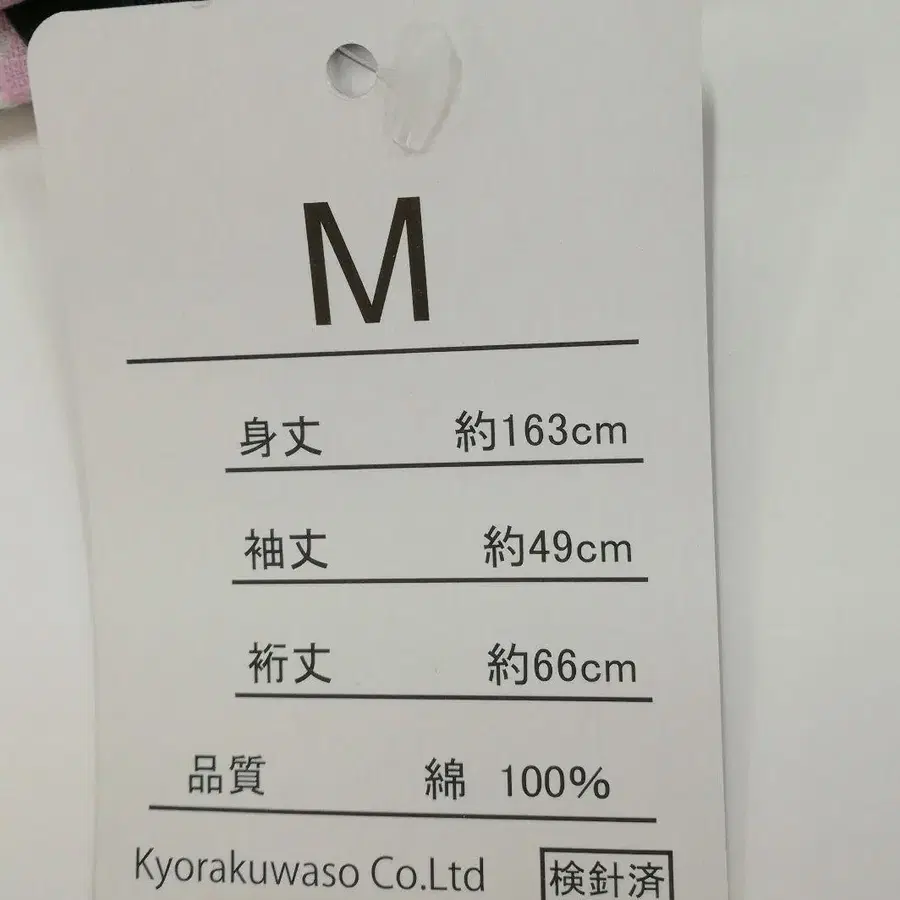 M
身丈 約163cm
袖丈 約49cm
裄丈 約66cm
品質 綿 100%
Kyorakuwaso Co.Ltd 検針済